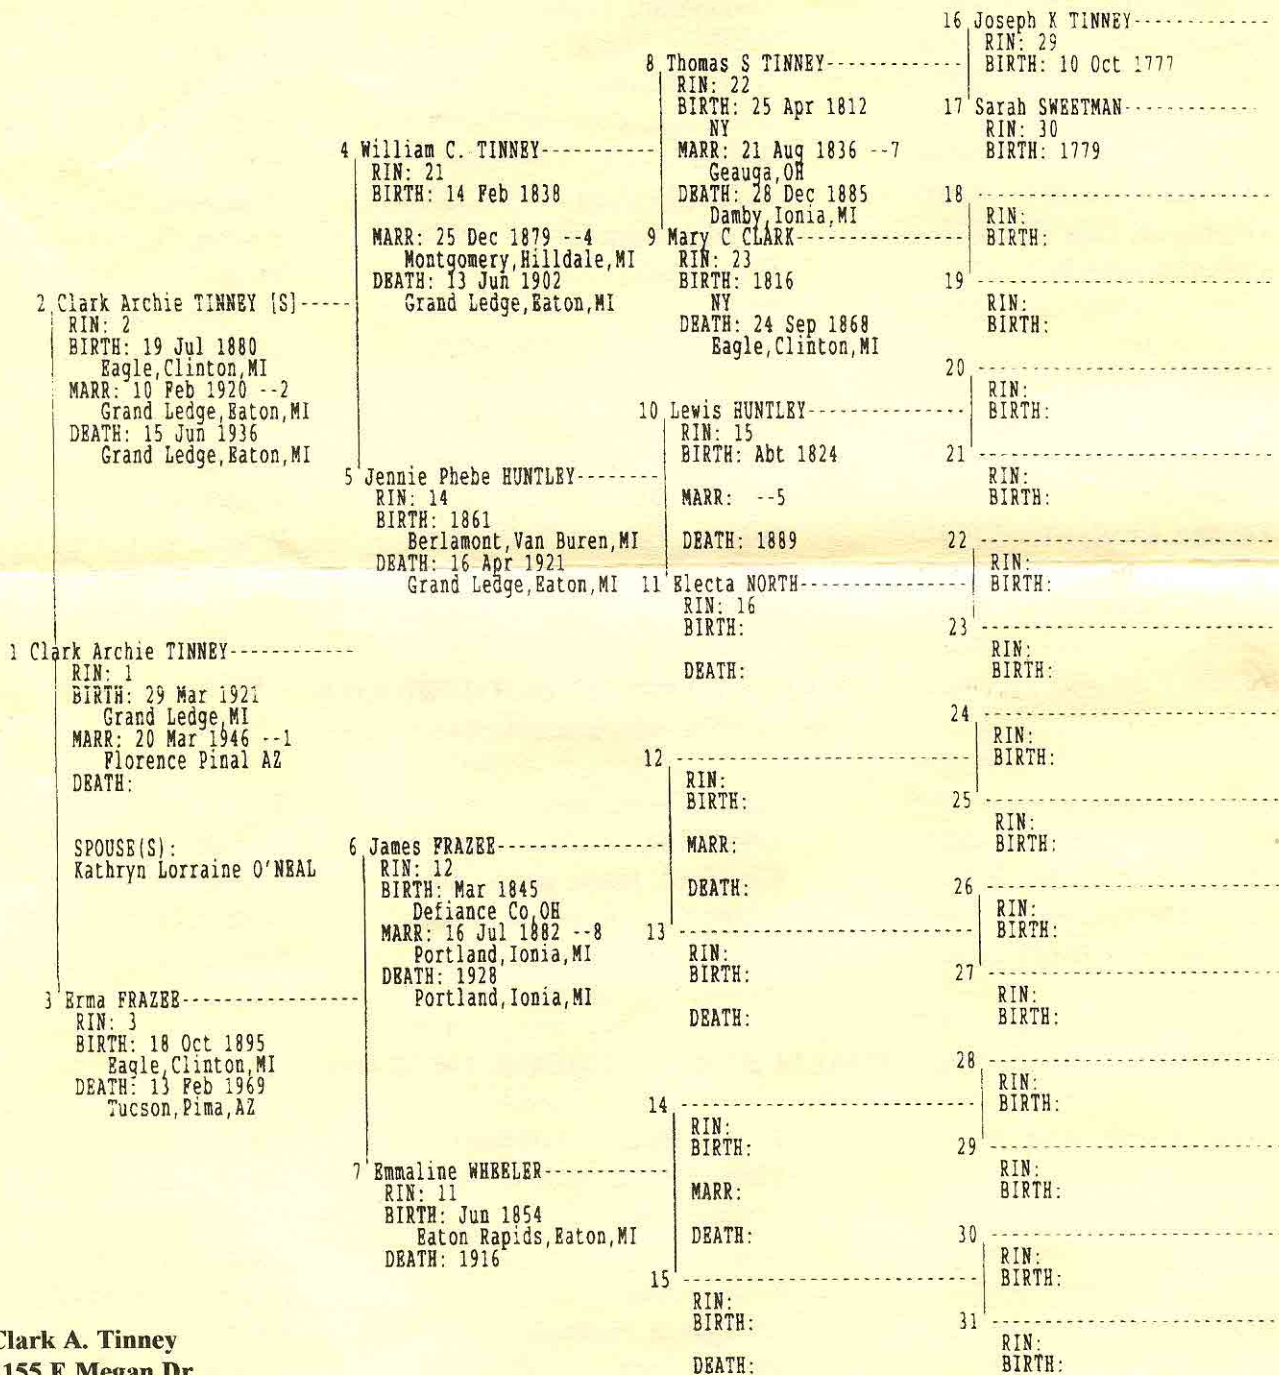 1 Clark Archie TINNEY------------
RIN: 1
BIRTH: 29 Mar 1921
Grand Ledge,MI
MARR: 20 Mar 1946 --1
Florence Pinal AZ
DEATH:
SPOUSE(S):
Kathryn Lorraine O'NEAL
2 Clark Archie TINNEY [S]-----
RIN: 2
BIRTH: 19 Jul 1880
Eagle,Clinton,MI
MARR: 10 Feb 1920 --2
Grand Ledge,Eaton,MI
DEATH: 15 Jun 1936
Grand Ledge,Eaton,MI
3 Erma FRAZEE-----------------
RIN: 3
BIRTH: 18 Oct 1895
Eagle,Clinton,MI
DEATH: 13 Feb 1969
Tucson,Pima,AZ
4 William C. TINNEY-----------
RIN: 21
BIRTH: 14 Feb 1838
MARR: 25 Dec 1879 --4
Montgomery,Hilldale,MI
DEATH: 13 Jun 1902
Grand Ledge,Eaton,MI
5 Jennie Phebe HUNTLEY--------
RIN: 14
BIRTH: 1861
Berlamont,Van Buren,MI
DEATH: 16 Apr 1921
Grand Ledge,Eaton,MI
6 James FRAZEE----------------
RIN: 12
BIRTH: Mar 1845
Defiance Co,OH
MARR: 16 Jul 1882 --8
Portland,Ionia,MI
DEATH: 1928
Portland,Ionia,MI
7 Emmaline WHEELER------------
RIN: 11
BIRTH: Jun 1854
Eaton Rapids,Eaton,MI
DEATH: 1916
8 Thomas S TINNEY-------------
RIN: 22
BIRTH: 25 Apr 1812
NY
MARR: 21 Aug 1836 --7
Geauga,OH
DEATH: 28 Dec 1885
Damby,Ionia,MI
9 Mary C CLARK----------------
RIN: 23
BIRTH: 1816
NY
DEATH: 24 Sep 1868
Eagle,Clinton,MI
10 Lewis HUNTLEY---------------
RIN: 15
BIRTH: Abt 1824
MARR: --5
DEATH: 1889
11 Electa NORTH----------------
RIN: 16
BIRTH:
DEATH:
12 ----------------------------
RIN:
BIRTH:
MARR:
DEATH:
13 ----------------------------
RIN:
BIRTH:
DEATH:
14 ----------------------------
RIN:
BIRTH:
MARR:
DEATH:
15 ----------------------------
RIN:
BIRTH:
DEATH:
16 Joseph K TINNEY-------------
RIN: 29
BIRTH: 10 Oct 1777
17 Sarah SWEETMAN-------------
RIN: 30
BIRTH: 1779
18 ----------------------------
RIN:
BIRTH:
19 ----------------------------
RIN:
BIRTH:
20 ----------------------------
RIN:
BIRTH:
21 ----------------------------
RIN:
BIRTH:
22 ----------------------------
RIN:
BIRTH:
23 ----------------------------
RIN:
BIRTH:
24 ----------------------------
RIN:
BIRTH:
25 ----------------------------
RIN:
BIRTH:
26 ----------------------------
RIN:
BIRTH:
27 ----------------------------
RIN:
BIRTH:
28 ----------------------------
RIN:
BIRTH:
29 ----------------------------
RIN:
BIRTH:
30 ----------------------------
RIN:
BIRTH:
31 ----------------------------
RIN:
BIRTH:
Clark A. Tinney
155 E Megan Dr